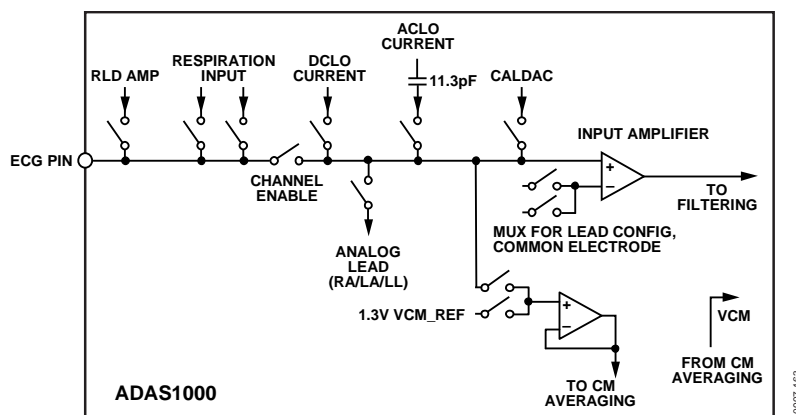 ACLO
CURRENT
RESPIRATION
INPUT
DCLO
CURRENT
RLD AMP
11.3pF
CALDAC
INPUT AMPLIFIER
ECG PIN
+
–
CHANNEL
ENABLE
TO
FILTERING
MUX FOR LEAD CONFIG,
COMMON ELECTRODE
ANALOG
LEAD
(RA/LA/LL)
1.3V VCM_REF
+
–
VCM
FROM CM
AVERAGING
TO CM
AVERAGING
ADAS1000